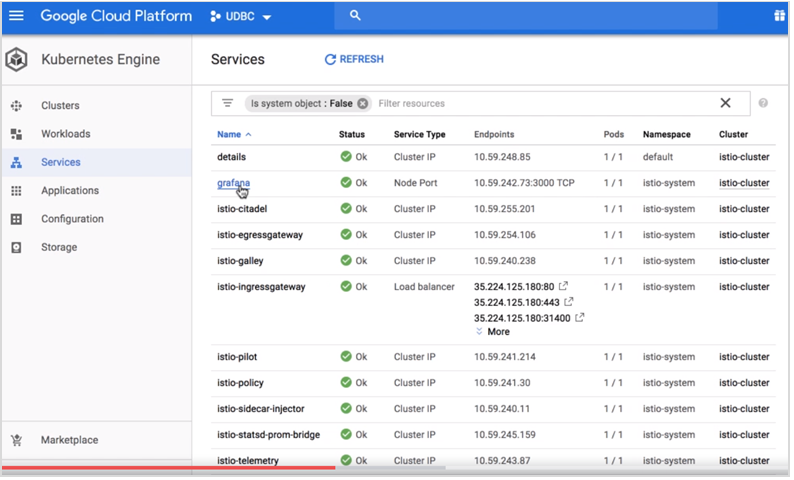 Google Cloud Platform UDBC
Kubernetes Engine
Clusters
Workloads
Services
Applications
Configuration
Storage
Marketplace
Services REFRESH
Is system object : False Filter resources
Name Status Service Type Endpoints Pods Namespace Cluster
details Ok Cluster IP 10.59.248.85 1 / 1 default istio-cluster
grafana Ok Node Port 10.59.242.73:3000 TCP 1 / 1 istio-system istio-cluster
istio-citadel Ok Cluster IP 10.59.255.201 1 / 1 istio-system istio-cluster
istio-egressgateway Ok Cluster IP 10.59.254.106 1 / 1 istio-system istio-cluster
istio-galley Ok Cluster IP 10.59.240.238 1 / 1 istio-system istio-cluster
istio-ingressgateway Ok Load balancer 35.224.125.180:80 1 / 1 istio-system istio-cluster
35.224.125.180:443
35.224.125.180:31400
More
istio-pilot Ok Cluster IP 10.59.241.214 1 / 1 istio-system istio-cluster
istio-policy Ok Cluster IP 10.59.241.30 1 / 1 istio-system istio-cluster
istio-sidecar-injector Ok Cluster IP 10.59.240.11 1 / 1 istio-system istio-cluster
istio-statsd-prom-bridge Ok Cluster IP 10.59.245.159 1 / 1 istio-system istio-cluster
istio-telemetry Ok Cluster IP 10.59.243.87 1 / 1 istio-system istio-cluster